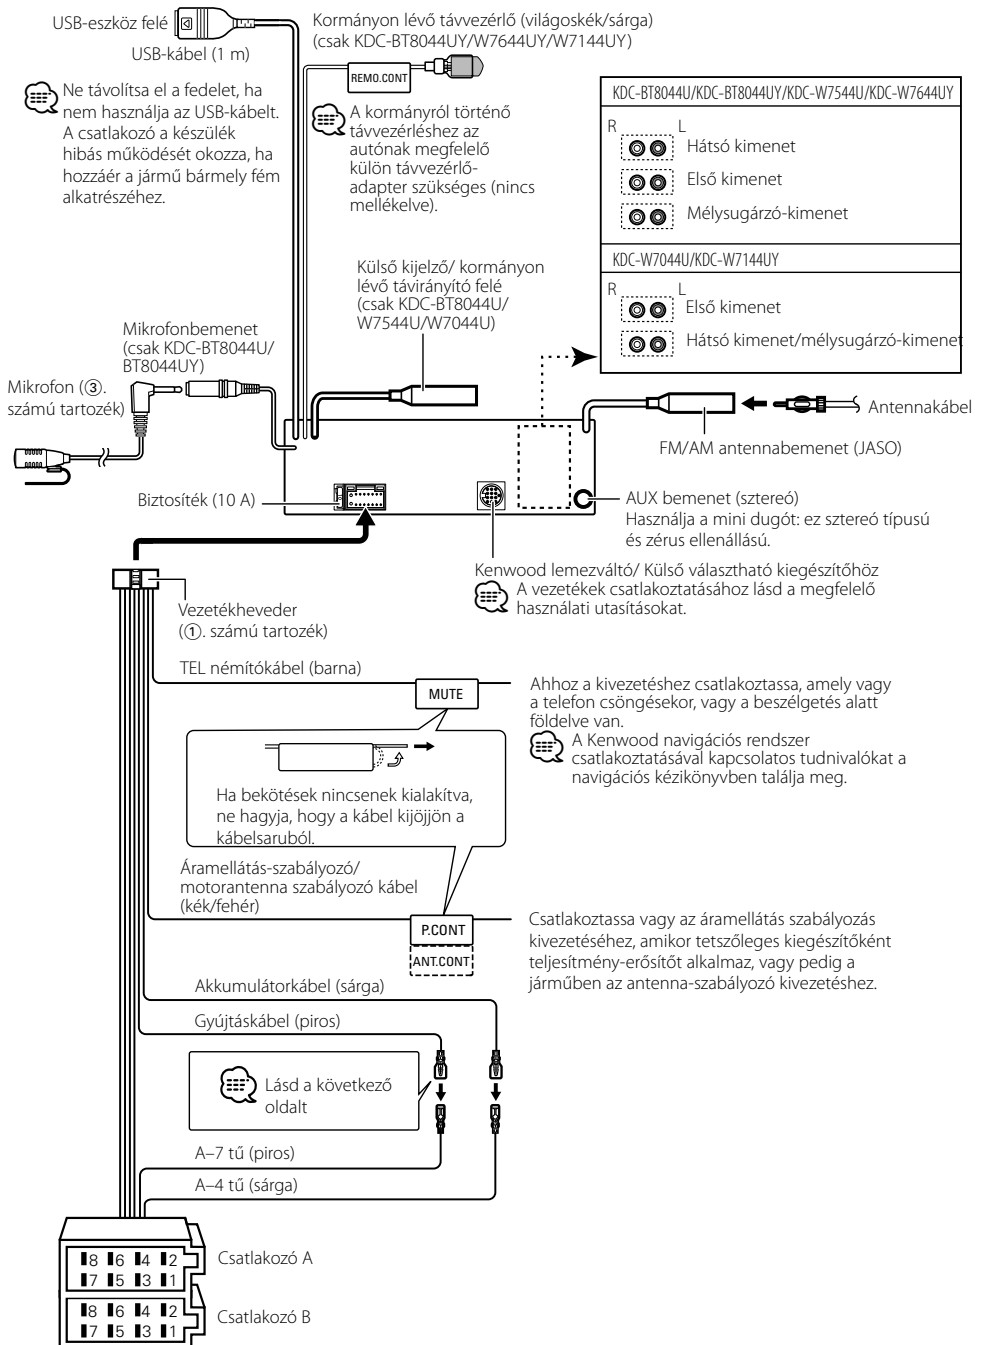 USB-eszköz felé
USB-kábel (1 m)
Ne távolítsa el a fedelet, ha
nem használja az USB-kábelt.
A csatlakozó a készülék
hibás működését okozza, ha
hozzáér a jármű bármely fém
alkatrészéhez.
Kormányon lévő távvezérlő (világoskék/sárga)
(csak KDC-BT8044UY/W7644UY/W7144UY)
REMO.CONT
A kormányról történő
távvezérléshez az
autónak megfelelő
külön távvezérlő-
adapter szükséges (nincs
mellékelve).
KDC-BT8044U/KDC-BT8044UY/KDC-W7544U/KDC-W7644UY
R L
Hátsó kimenet
Első kimenet
Mélysugárzó-kimenet
KDC-W7044U/KDC-W7144UY
R L
Első kimenet
Hátsó kimenet/mélysugárzó-kimenet
Külső kijelző/ kormányon
lévő távirányító felé
(csak KDC-BT8044U/
W7544U/W7044U)
Mikrofonbemenet
(csak KDC-BT8044U/
BT8044UY)
Mikrofon (③.
számú tartozék)
Antennakábel
FM/AM antennabemenet (JASO)
Biztosíték (10 A)
AUX bemenet (sztereó)
Használja a mini dugót: ez sztereó típusú
és zérus ellenállású.
Kenwood lemezváltó/ Külső választható kiegészítőhöz
A vezetékek csatlakoztatásához lásd a megfelelő
használati utasításokat.
Vezetékheveder
(①. számú tartozék)
TEL némítókábel (barna)
MUTE
Ahhoz a kivezetéshez csatlakoztassa, amely vagy
a telefon csöngésekor, vagy a beszélgetés alatt
földelve van.
A Kenwood navigációs rendszer
csatlakoztatásával kapcsolatos tudnivalókat a
navigációs kézikönyvben találja meg.
Ha bekötések nincsenek kialakítva,
ne hagyja, hogy a kábel kijöjjön a
kábelsaruból.
Áramellátás-szabályozó/
motorantenna szabályozó kábel
(kék/fehér)
P.CONT
ANT.CONT
Csatlakoztassa vagy az áramellátás szabályozás
kivezetéséhez, amikor tetszőleges kiegészítőként
teljesítmény-erősítőt alkalmaz, vagy pedig a
járműben az antenna-szabályozó kivezetéshez.
Akkumulátorkábel (sárga)
Gyújtáskábel (piros)
Lásd a következő
oldalt
A–7 tű (piros)
A–4 tű (sárga)
8 6 4 2
7 5 3 1
Csatlakozó A
8 6 4 2
7 5 3 1
Csatlakozó B